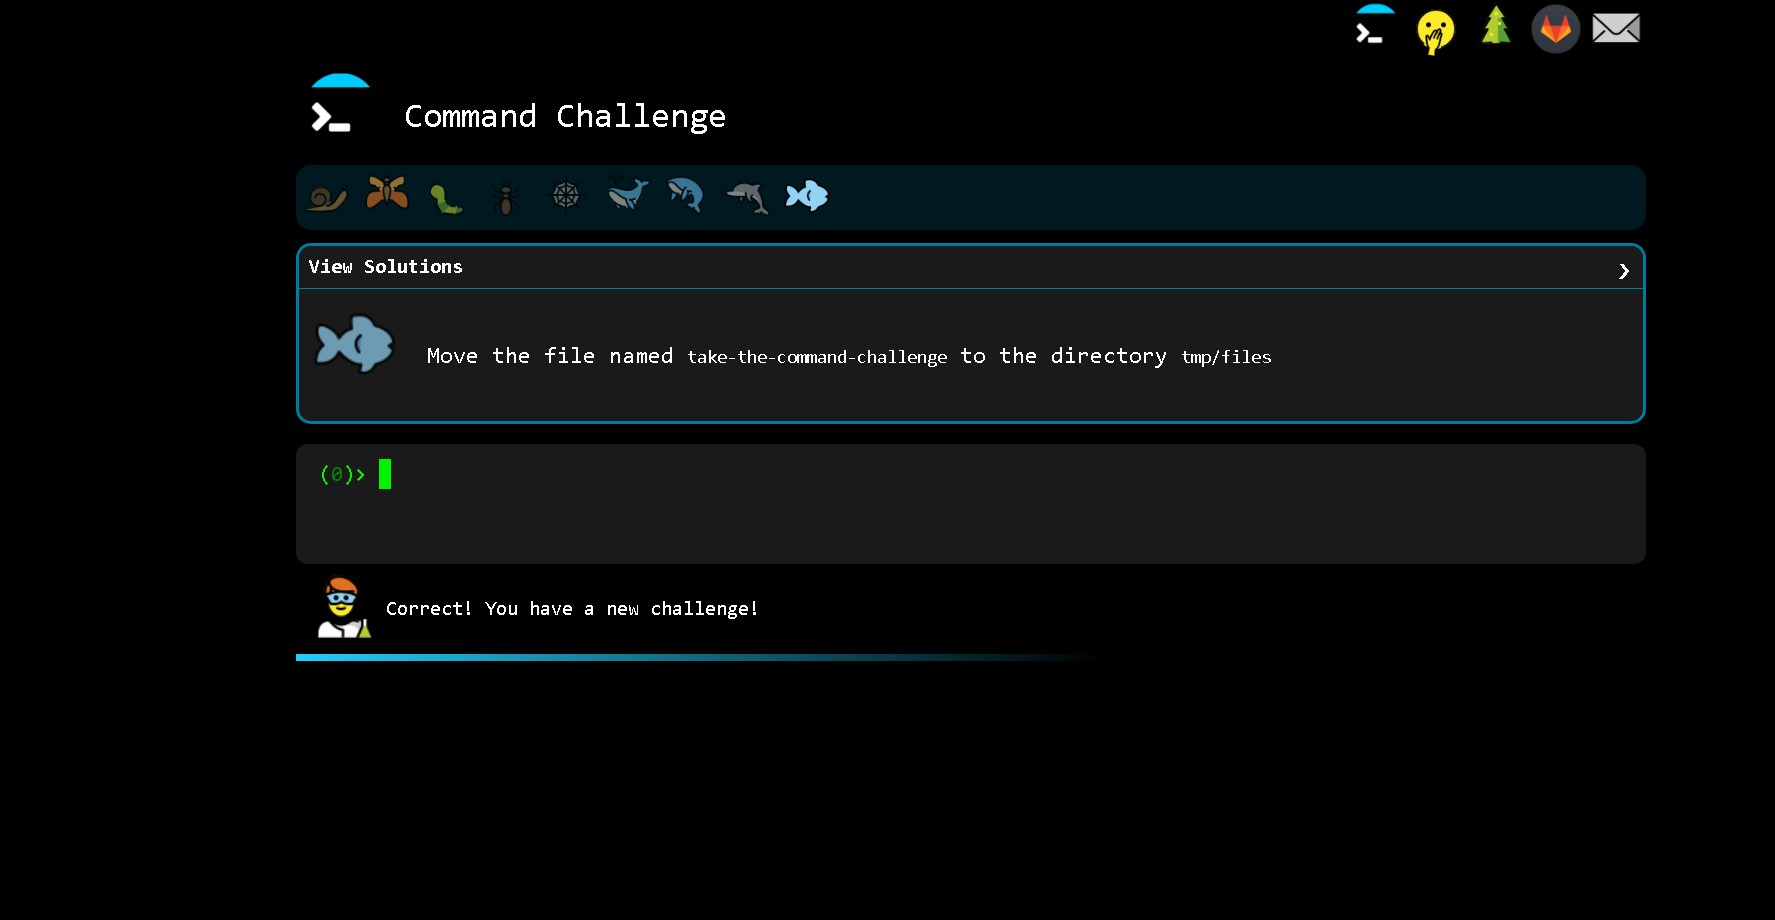 Command Challenge
View Solutions
Move the file named take-the-command-challenge to the directory tmp/files
(0)>
Correct! You have a new challenge!